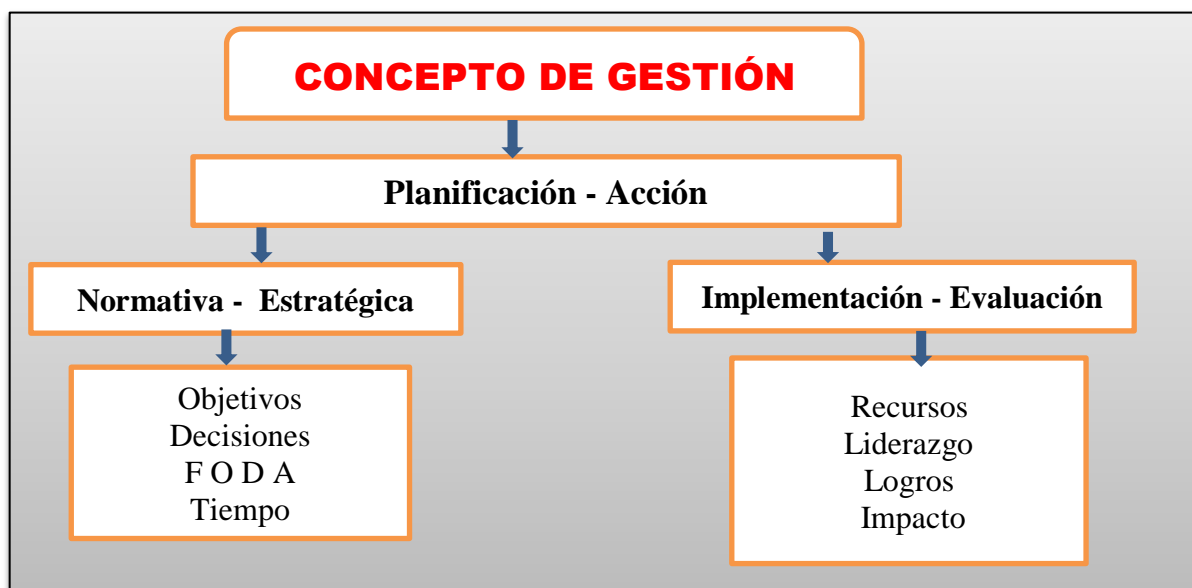 CONCEPTO DE GESTIÓN
Planificación - Acción
Normativa -  Estratégica
Objetivos
Decisiones
F O D A
Tiempo
Implementación - Evaluación
Recursos
Liderazgo
Logros
Impacto